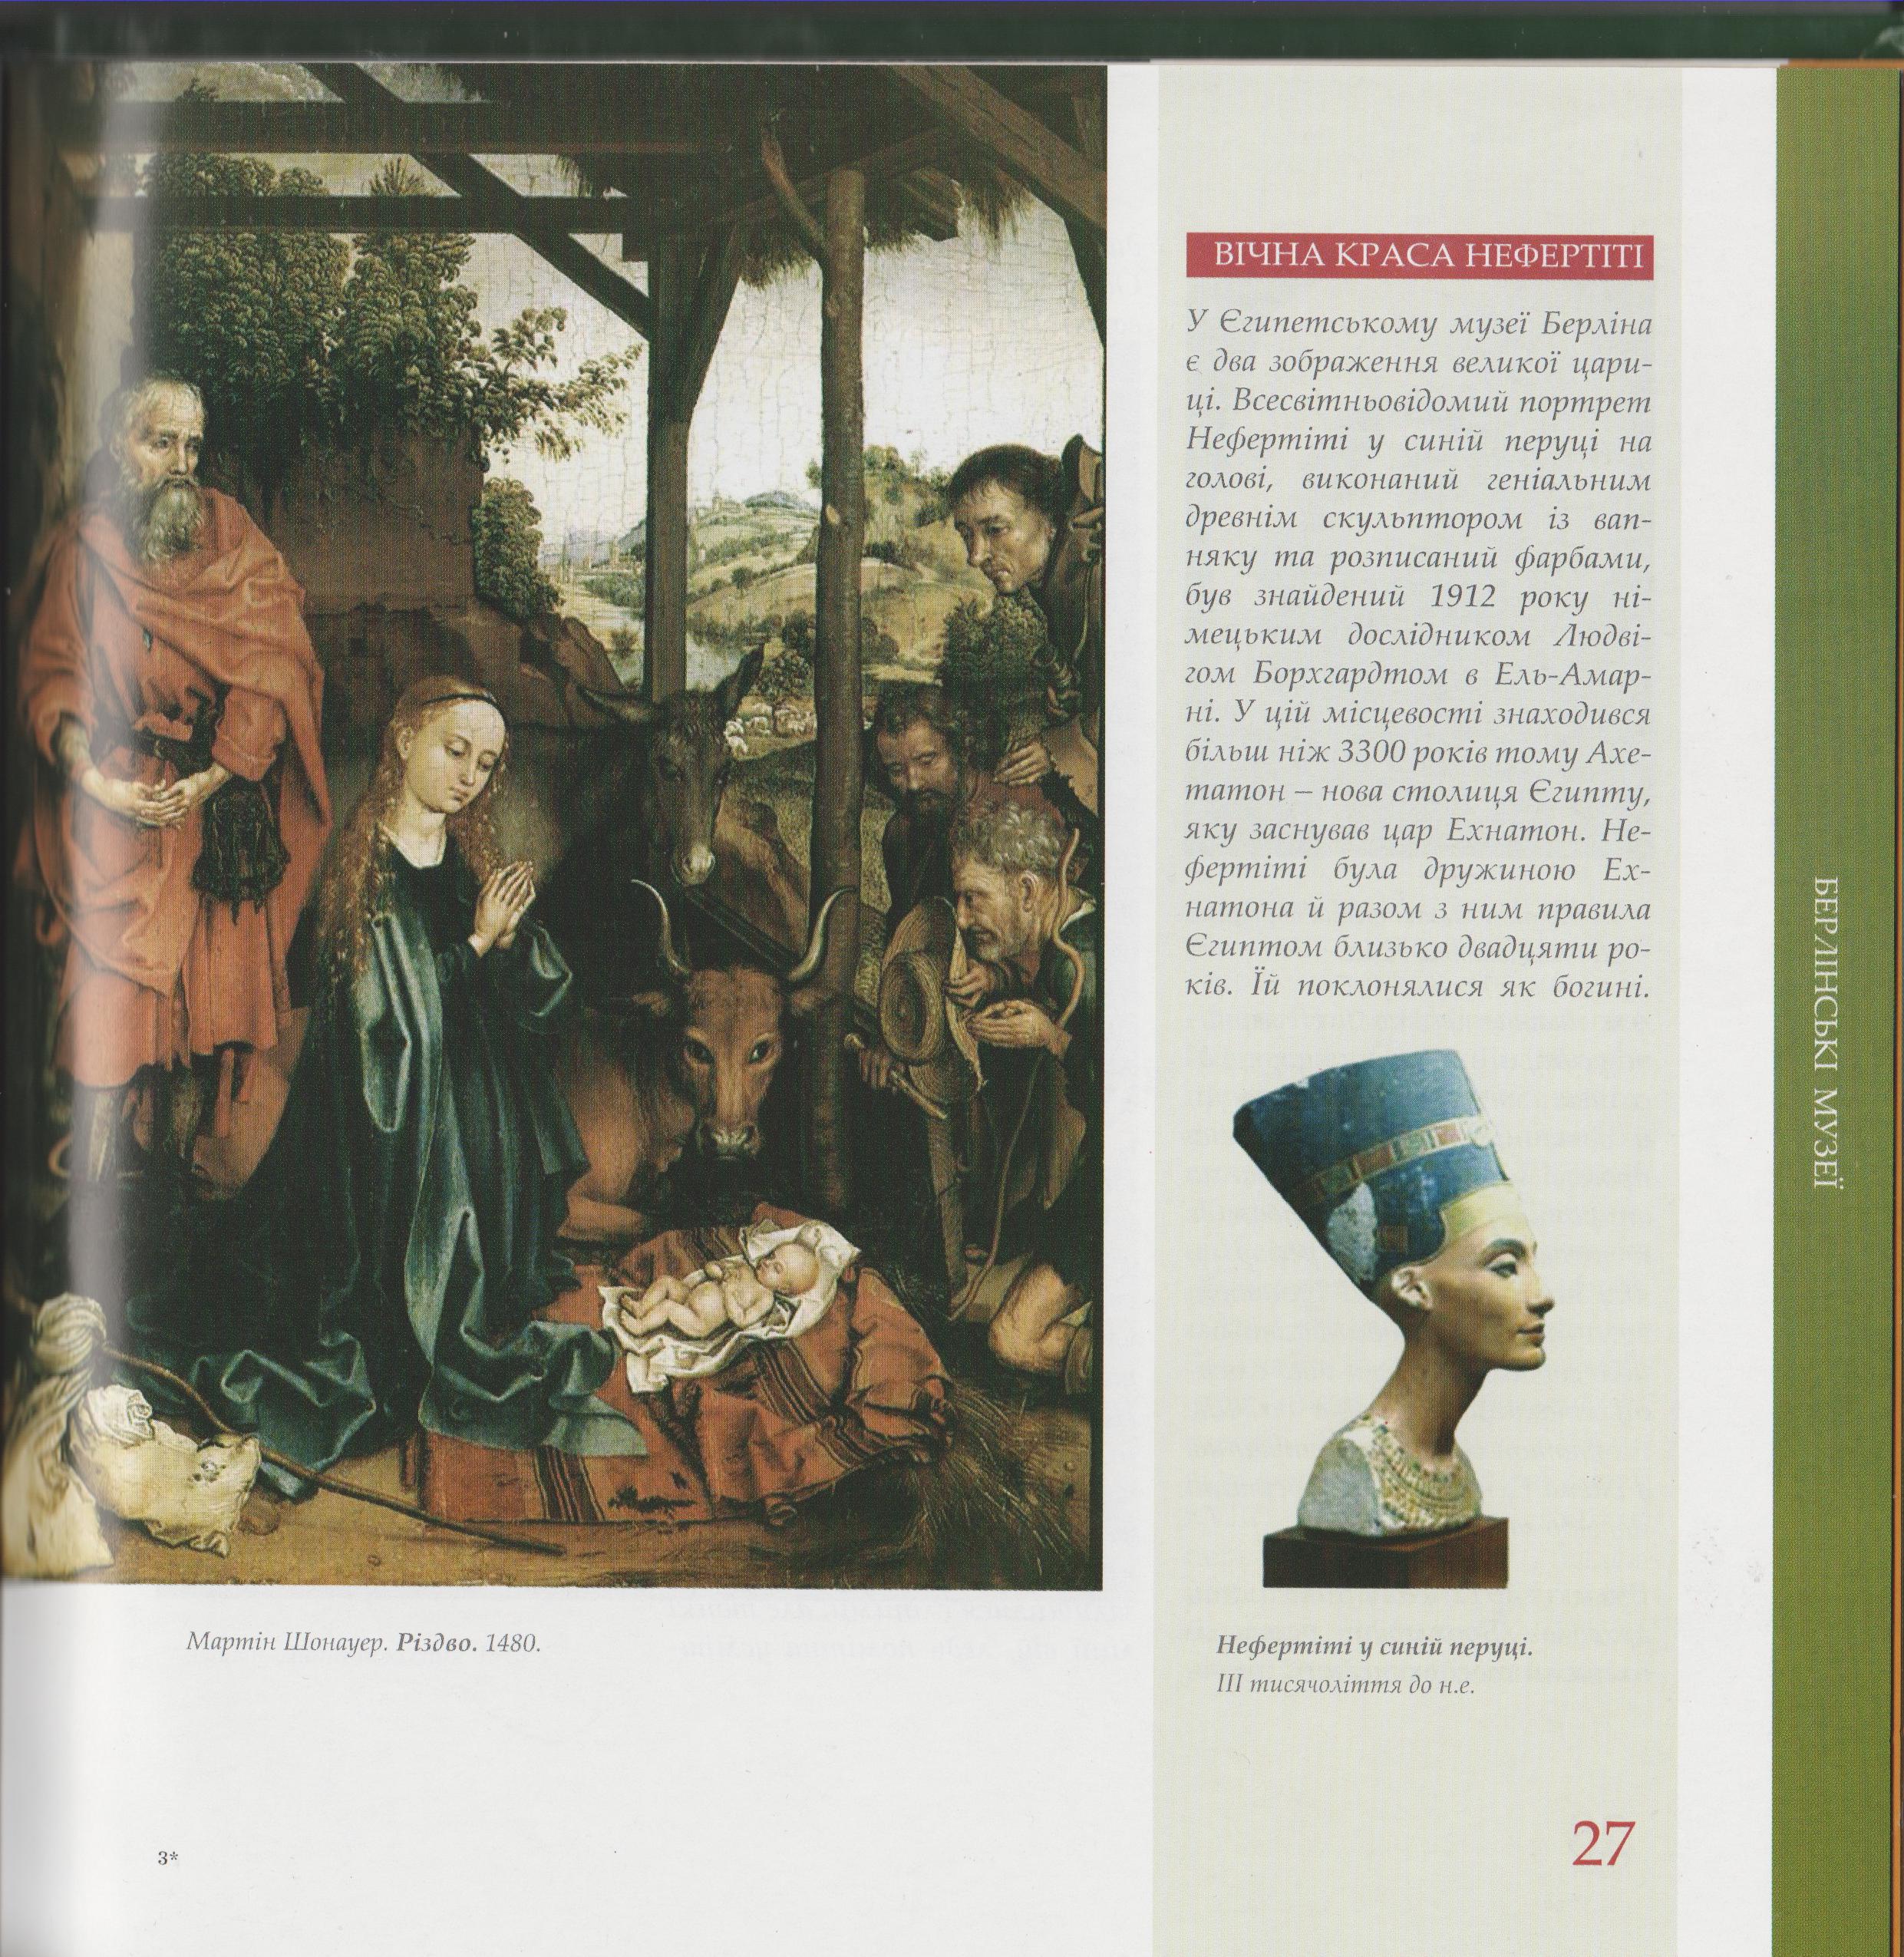 ВІЧНА КРАСА НЕФЕРТІТІ
У Єгипетському музеї Берліна
є два зображення великої цари-
ці. Всесвітньовідомий портрет
Нефертіті у синій перуці на
голові, виконаний геніальним
древнім скульптором із вап-
няку та розписаний фарбами,
був знайдений 1912 року ні-
мецьким дослідником Людві-
гом Борхгардтом в Ель-Амар-
ні. У цій місцевості знаходився
більш ніж 3300 років тому Ахе-
татон – нова столиця Єгипту,
яку заснував цар Ехнатон. Не-
фертіті була дружиною Ех-
натона й разом з ним правила
Єгиптом близько двадцяти ро-
ків. Їй поклонялися як богині.
Мартін Шонауер. Різдво. 1480.
Нефертіті у синій перуці.
III тисячоліття до н.е.
3*
27
БЕРЛІНСЬКІ МУЗЕЇ